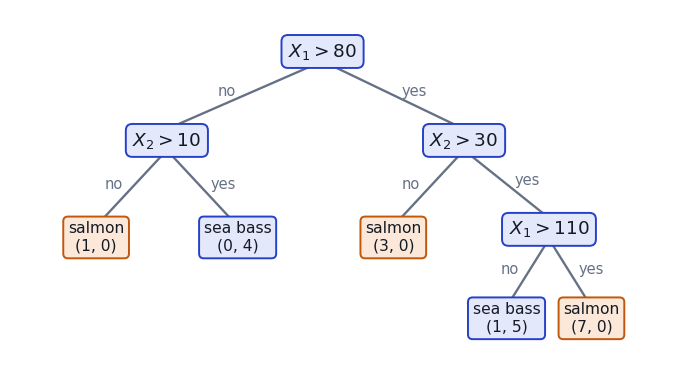 X₁ > 80
no
yes
X₂ > 10
X₂ > 30
no
yes
no
yes
salmon
(1, 0)
sea bass
(0, 4)
salmon
(3, 0)
X₁ > 110
no
yes
sea bass
(1, 5)
salmon
(7, 0)